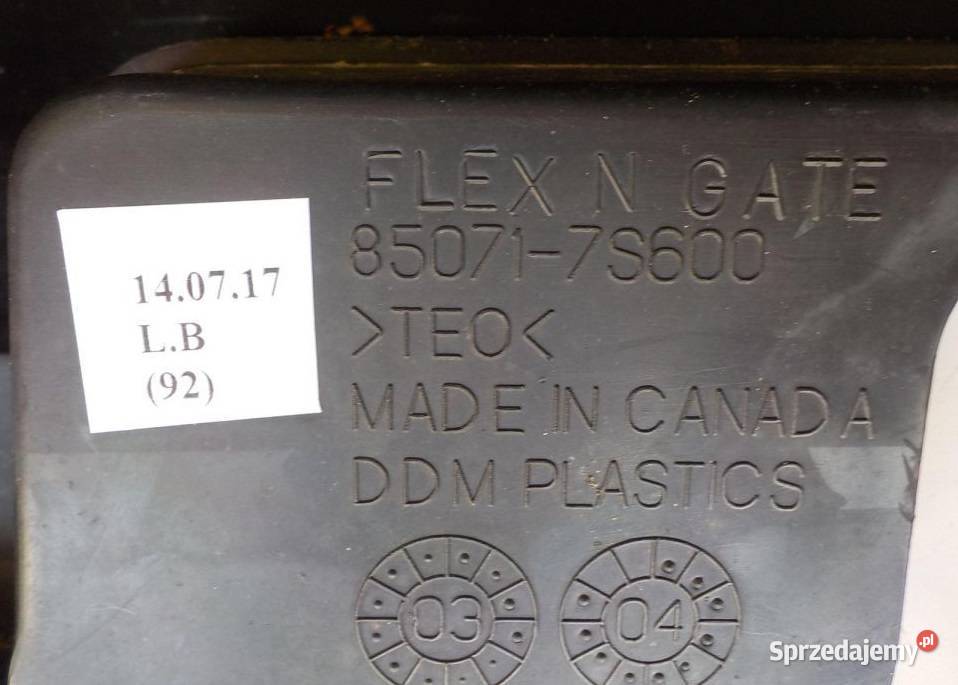 FLEX N GATE
85071-7S600
>TEO<
MADE IN CANADA
DDM PLASTICS
03 04
14.07.17
L.B
(92)
Sprzedajemy.pl